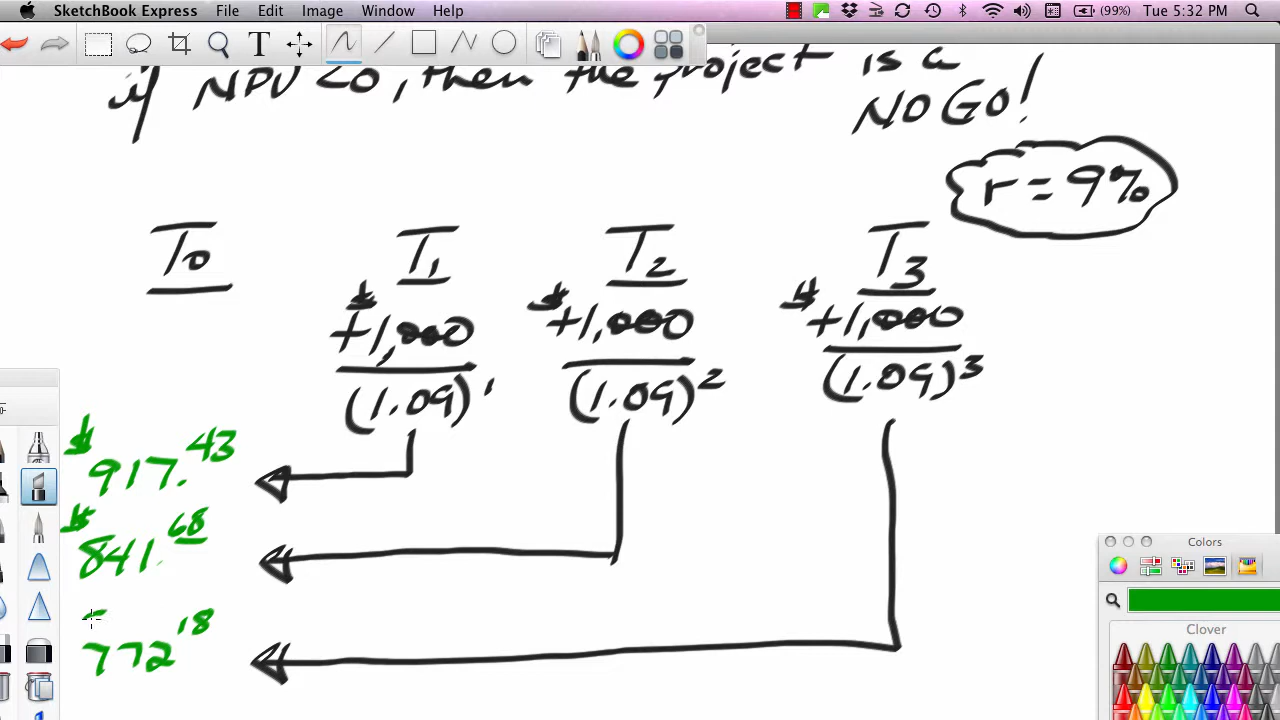 SketchBook Express File Edit Image Window Help (99%) Tue 5:32 PM
T
if NPV <0, then the project is a
NO GO!
r = 9%
T0 T1 T2 T3
$ +1,000 $ +1,000 $ +1,000
(1.09)1 (1.09)2 (1.09)3
$ 917.43
$ 841.68
772 18
Colors
Clover